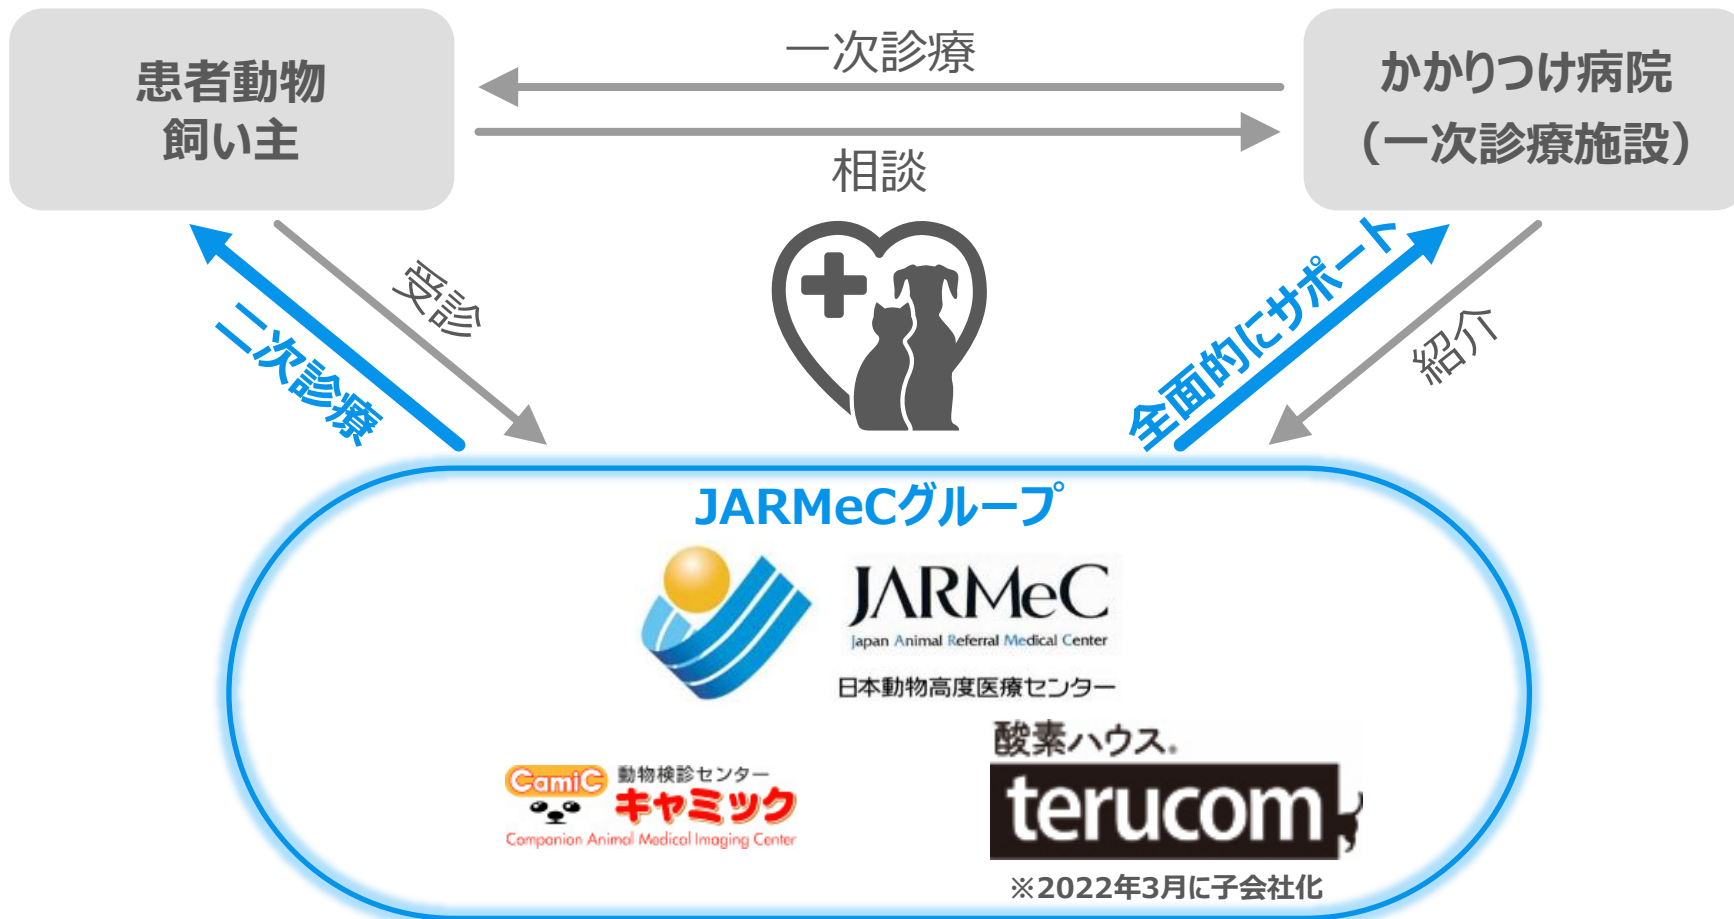 患者動物
飼い主
一次診療
相談
かかりつけ病院
（一次診療施設）
受診
二次診療
全面的にサポート
紹介
JARMeCグループ
JARMeC
Japan Animal Referral Medical Center
日本動物高度医療センター
CamiC 動物検診センター
キャミック
Companion Animal Medical Imaging Center
酸素ハウス®
terucom
※2022年3月に子会社化